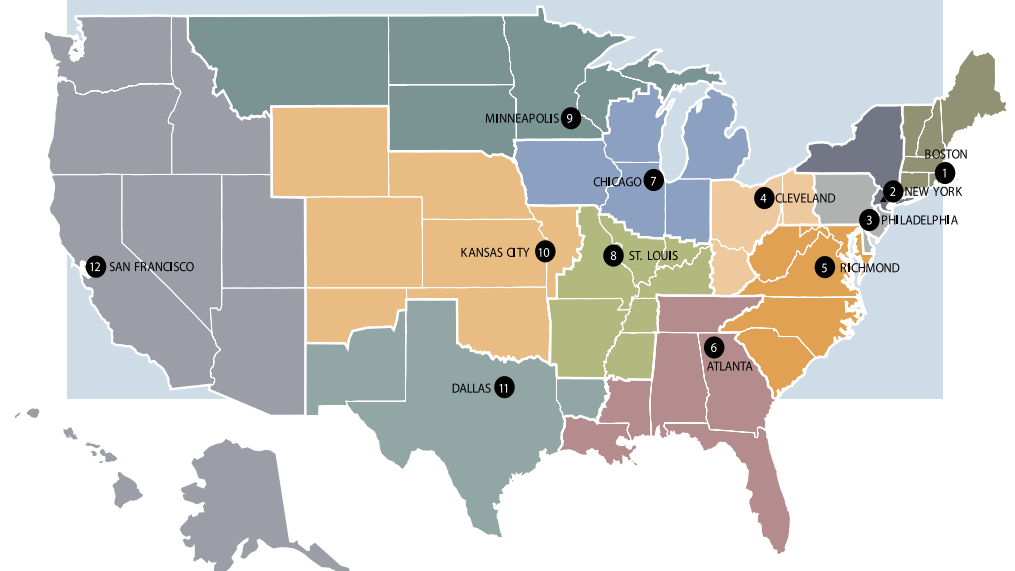 MINNEAPOLIS 9
BOSTON
1
CHICAGO 7
2 NEW YORK
4 CLEVELAND
3 PHILADELPHIA
KANSAS CITY 10
8 ST. LOUIS
12 SAN FRANCISCO
5 RICHMOND
6
ATLANTA
DALLAS 11